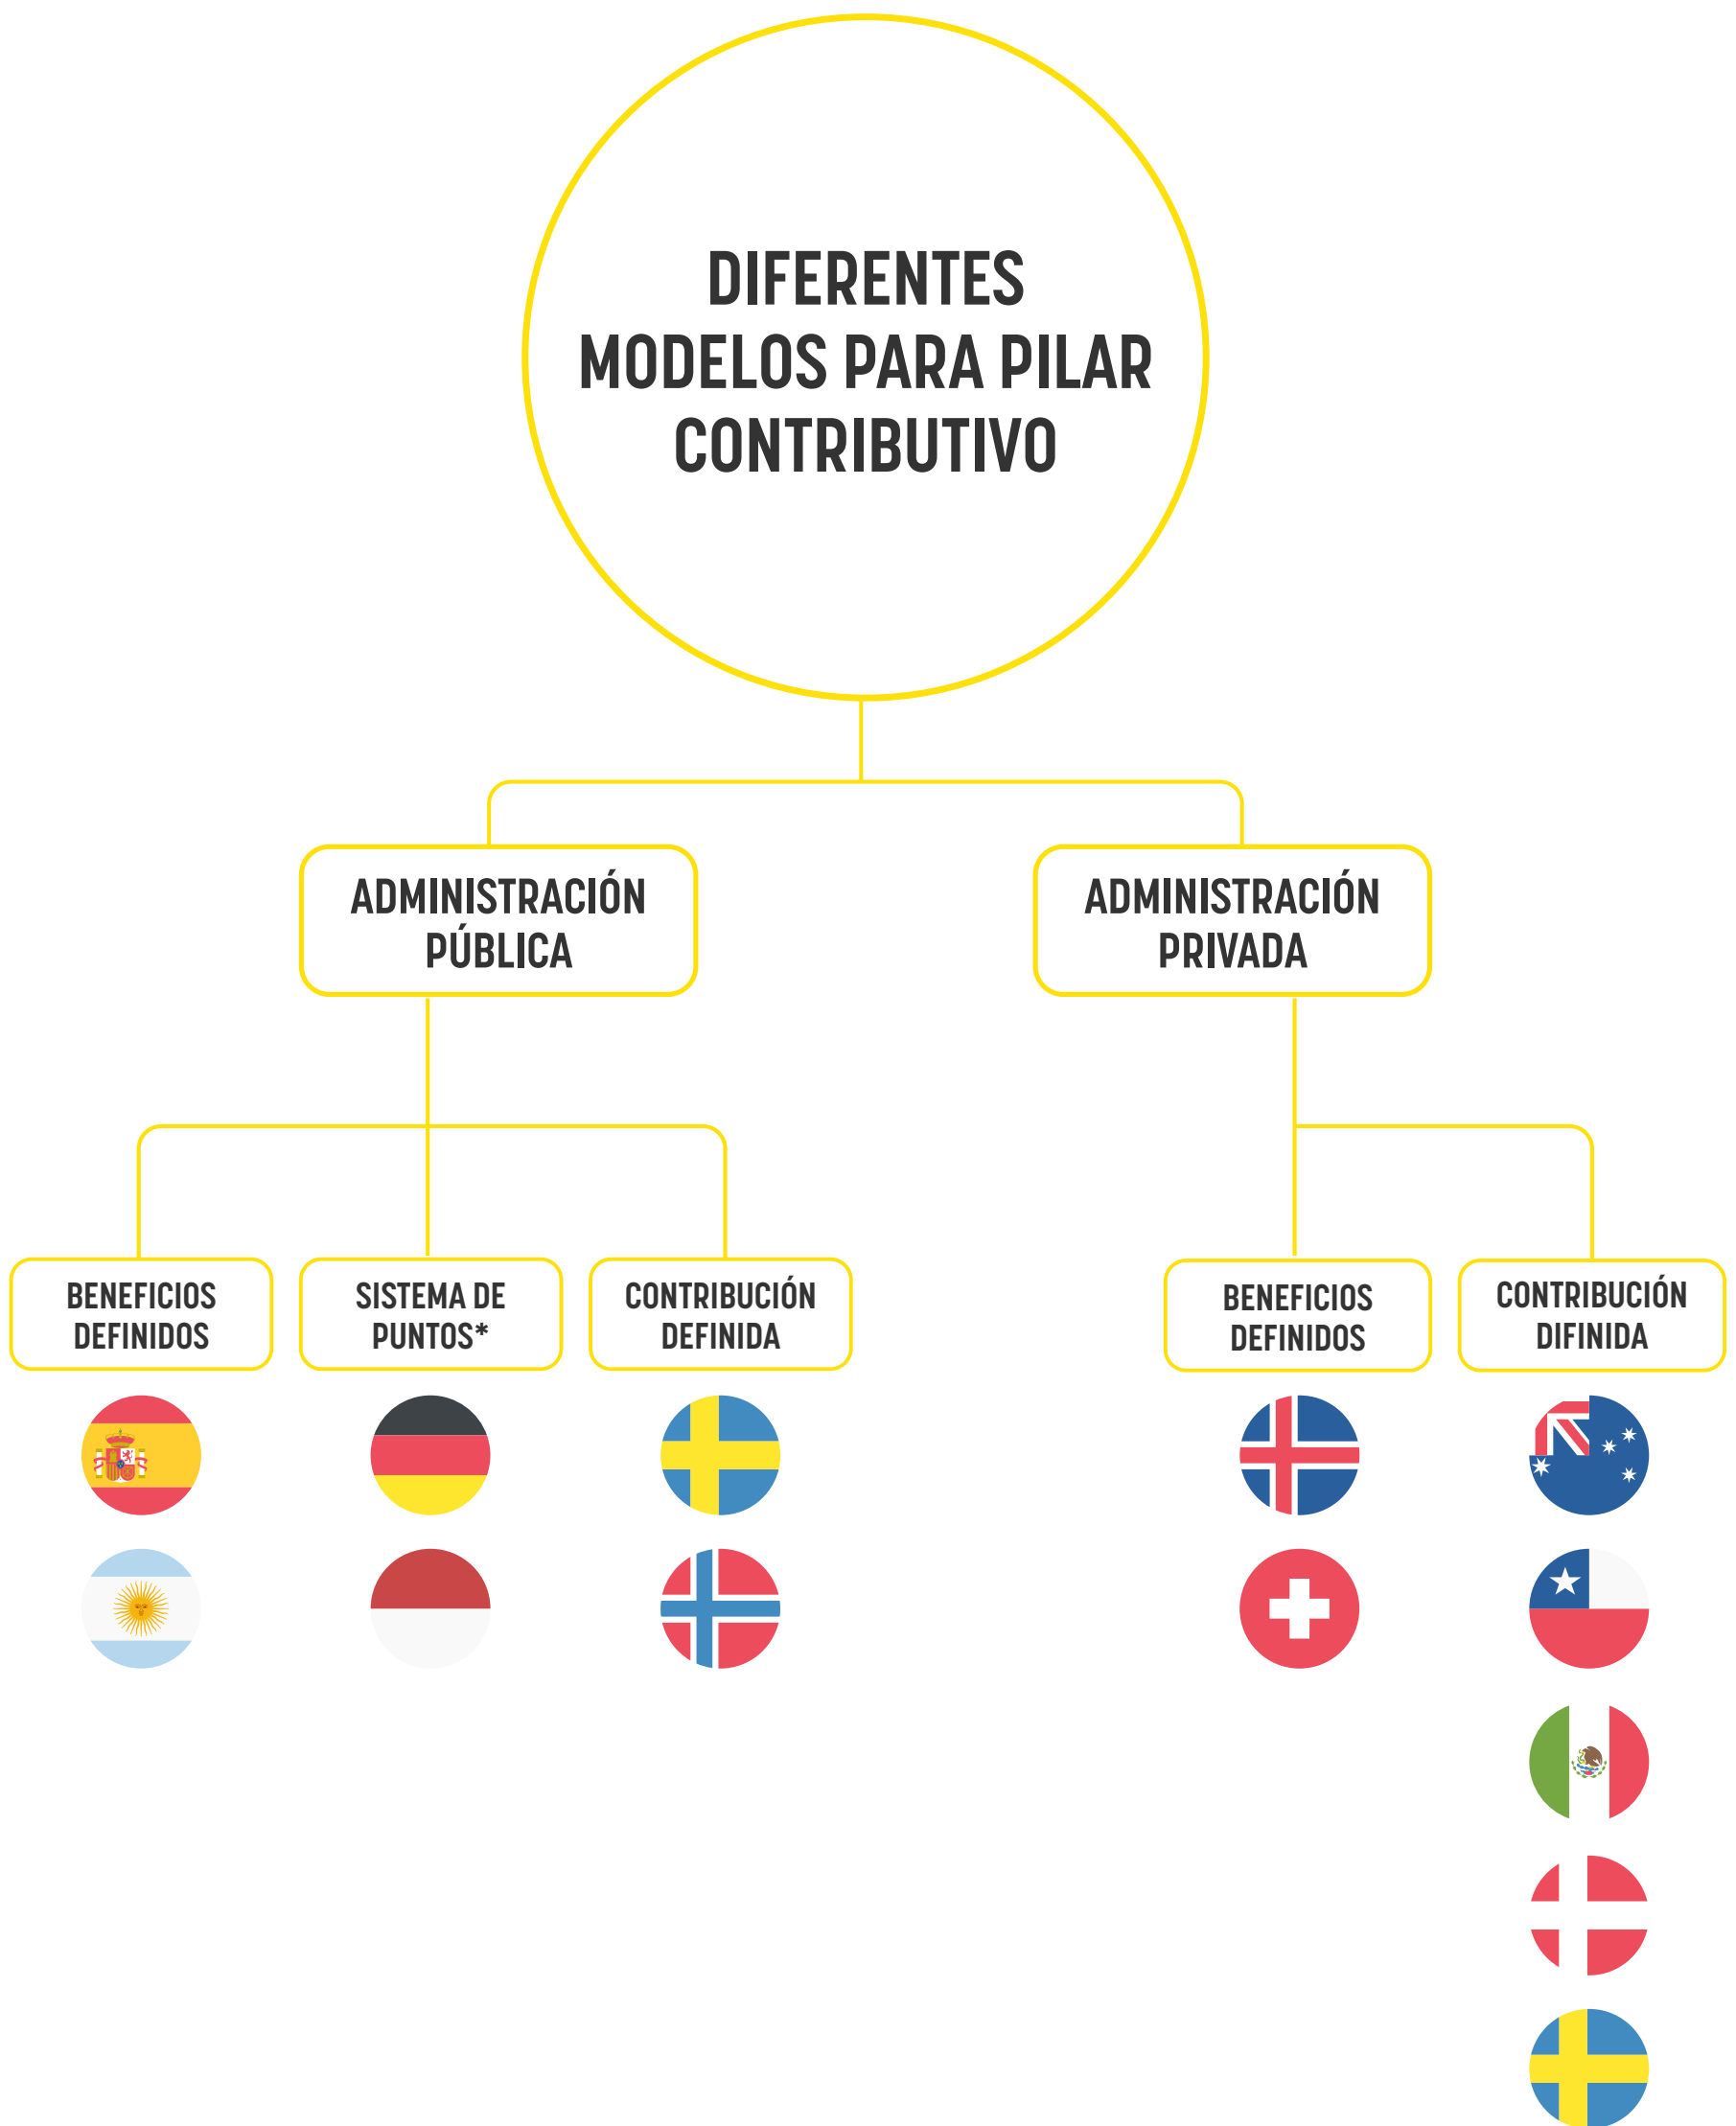 DIFERENTES
MODELOS PARA PILAR
CONTRIBUTIVO
ADMINISTRACIÓN
PÚBLICA
ADMINISTRACIÓN
PRIVADA
BENEFICIOS
DEFINIDOS
SISTEMA DE
PUNTOS*
CONTRIBUCIÓN
DEFINIDA
BENEFICIOS
DEFINIDOS
CONTRIBUCIÓN
DIFINIDA